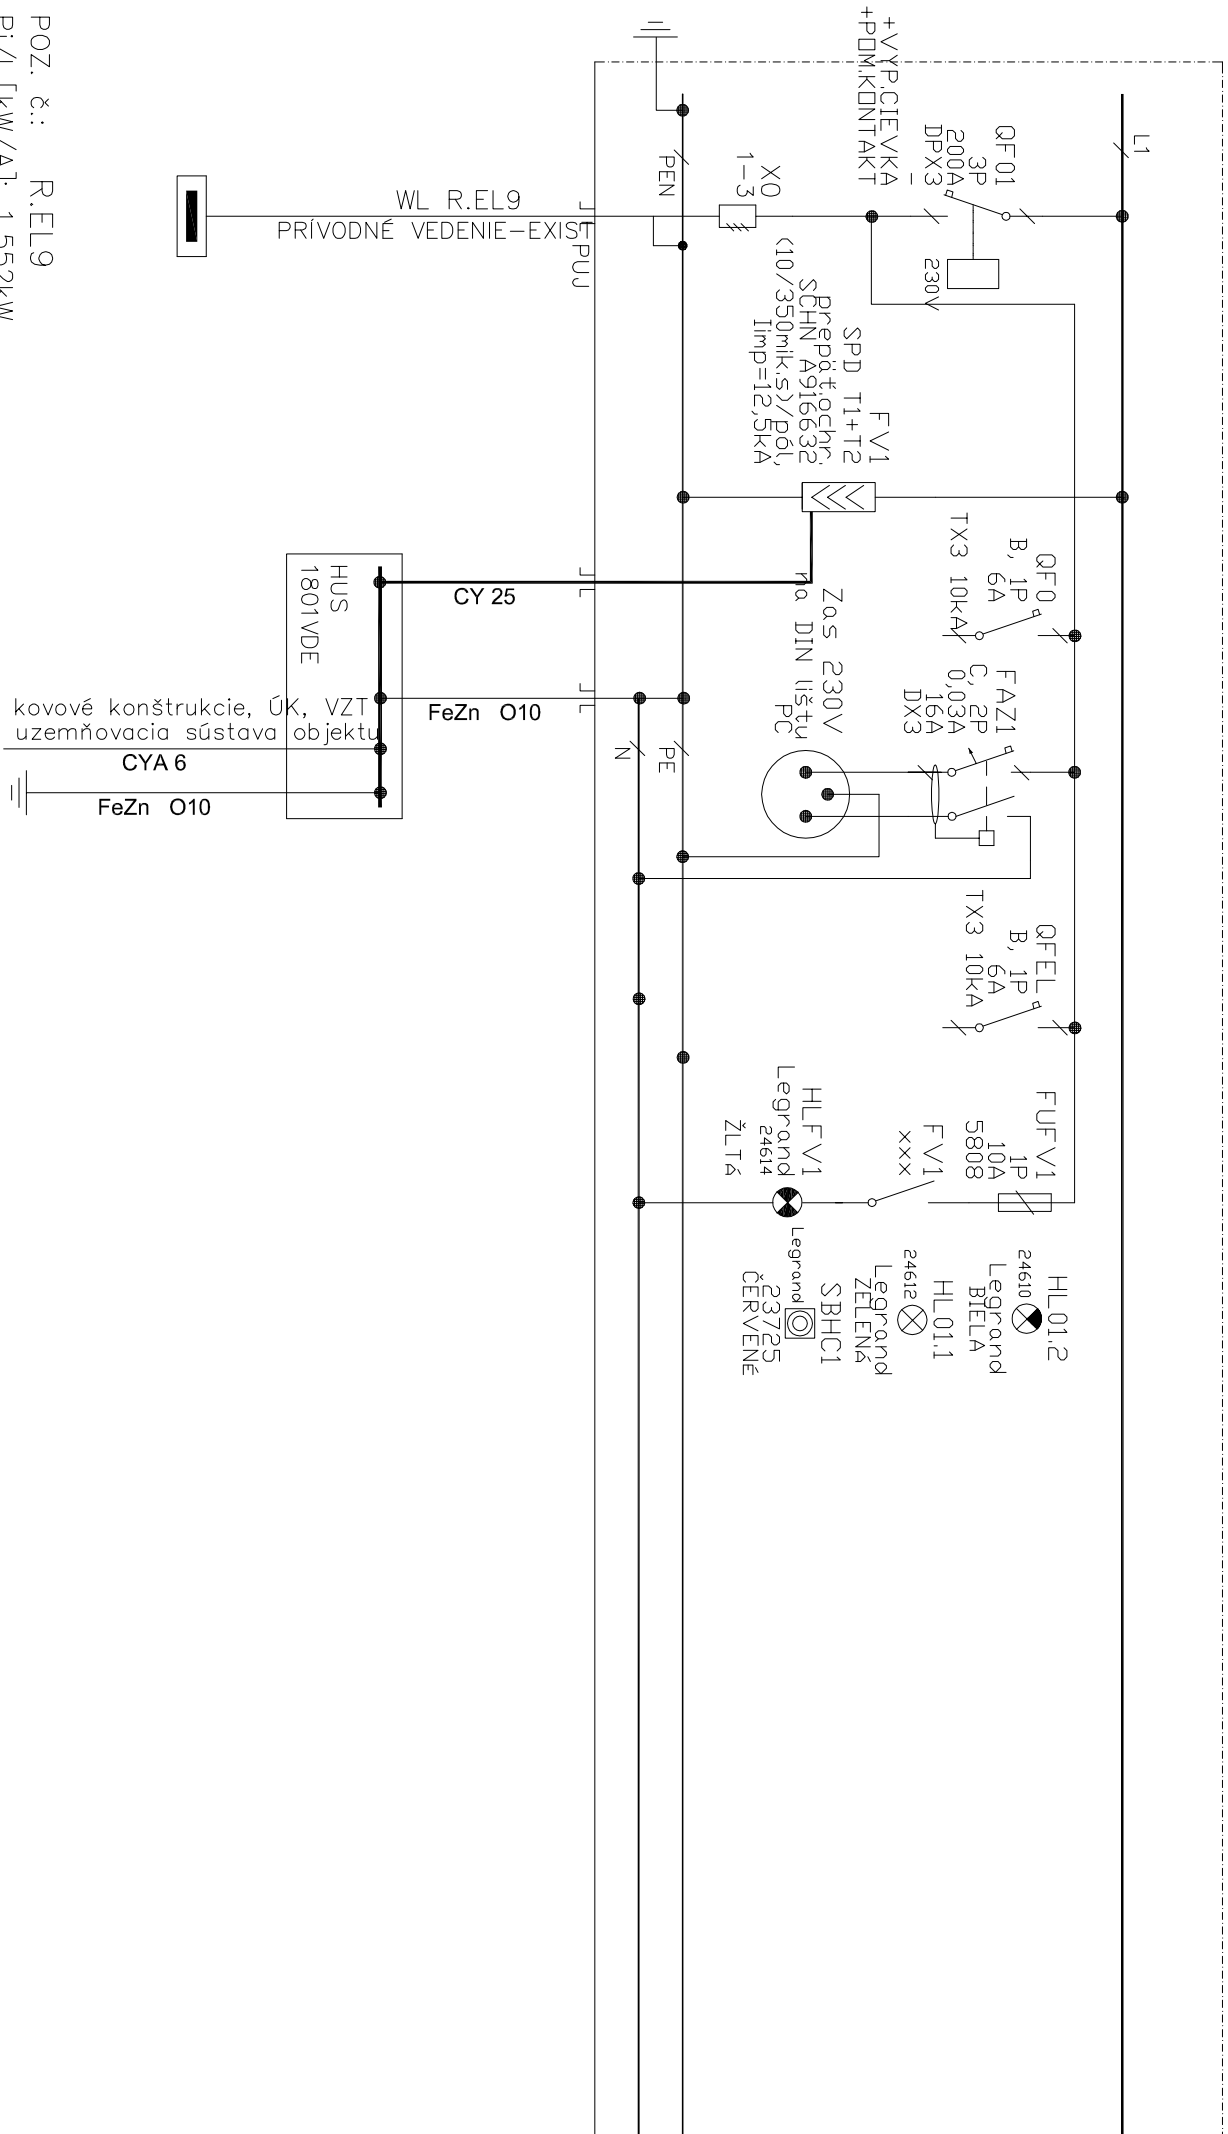 L1
QF01
3P
200A
DPX3
-
+VYP.CIEVKA
+POM.KONTAKT
230V
X0
1-3
PEN
WL R.EL9
PRÍVODNÉ VEDENIE-EXIST
PUJ
POZ. č.: R.EL9
FV1
SPD T1+T2
prepäť.ochr.
SCHN A916632
(10/350mik.s)/pól,
Iimp=12,5kA
QF0
B, 1P
6A
TX3 10kA
FAZ1
C, 2P
0,03A
16A
DX3
Zas 230V
na DIN lištu
PC
PE
N
HUS
1801VDE
CY 25
FeZn O10
kovové konštrukcie, ÚK, VZT
uzemňovacia sústava objektu
CYA 6
FeZn O10
QFEL
B, 1P
6A
TX3 10kA
FUFV1
1P
10A
5808
FV1
xxx
HLFV1
Legrand
24614
ŽLTÁ
HL01.2
24610
Legrand
BIELA
HL01.1
24612
Legrand
ZELENÁ
SBHC1
Legrand
23725
ČERVENÉ